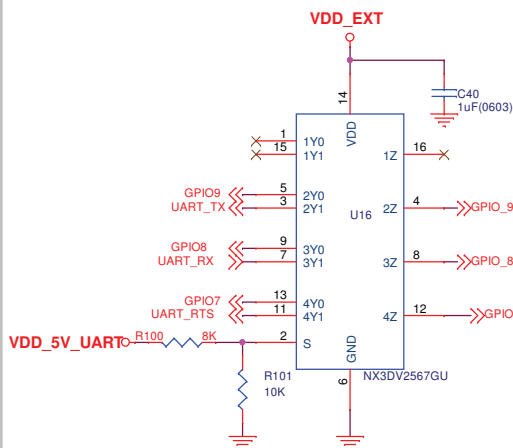 VDD_EXT
C40
1uF(0603)
14
VDD
1 1Y0
15 1Y1 1Z 16
GPIO9 5 2Y0
UART_TX 3 2Y1 2Z 4 GPIO_9
U16
GPIO8 9 3Y0
UART_RX 7 3Y1 3Z 8 GPIO_8
GPIO7 13 4Y0
UART_RTS 11 4Y1 4Z 12 GPIO
VDD_5V_UART R100 8K 2 S
GND
R101 6 NX3DV2567GU
10K